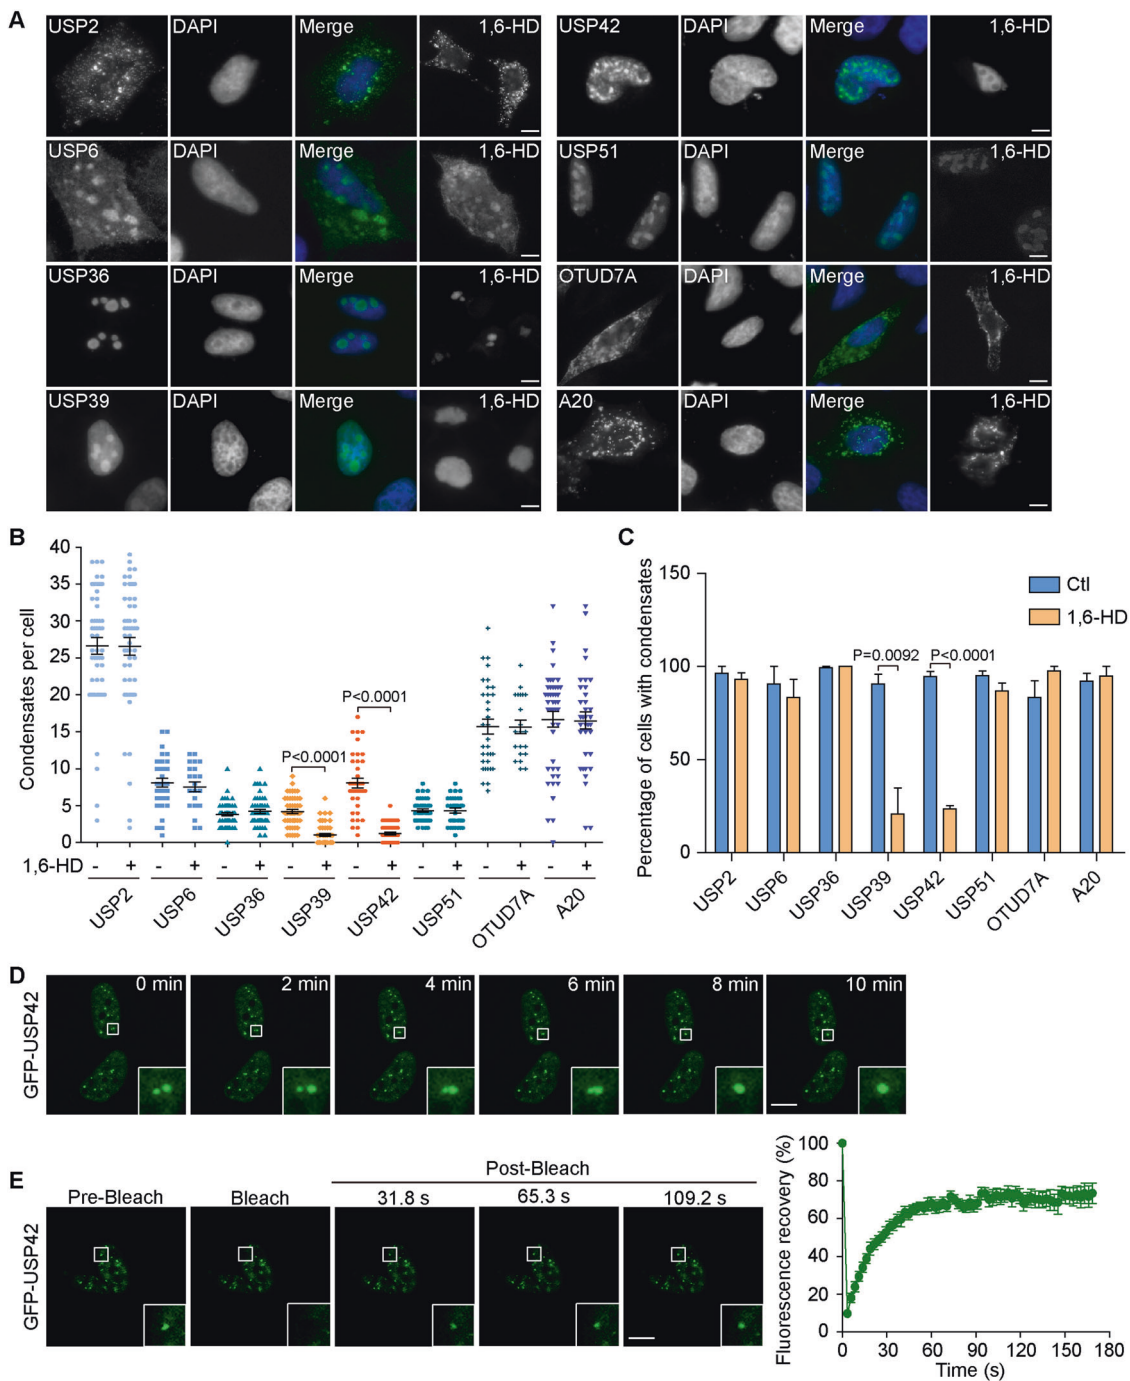 A
USP2 DAPI Merge 1,6-HD USP42 DAPI Merge 1,6-HD
USP6 DAPI Merge 1,6-HD USP51 DAPI Merge 1,6-HD
USP36 DAPI Merge 1,6-HD OTUD7A DAPI Merge 1,6-HD
USP39 DAPI Merge 1,6-HD A20 DAPI Merge 1,6-HD
B
Condensates per cell
40
35
30
25
20
15
10
5
0
P<0.0001
P<0.0001
1,6-HD - + - + - + - + - + - + - + - +
USP2 USP6 USP36 USP39 USP42 USP51 OTUD7A A20
C
Percentage of cells with condensates
150
100
50
0
Ctl
1,6-HD
P=0.0092 P<0.0001
USP2 USP6 USP36 USP39 USP42 USP51 OTUD7A A20
D
GFP-USP42
0 min 2 min 4 min 6 min 8 min 10 min
E
GFP-USP42
Post-Bleach
Pre-Bleach Bleach 31.8 s 65.3 s 109.2 s
Fluorescence recovery (%)
100
80
60
40
20
0
0 30 60 90 120 150 180
Time (s)